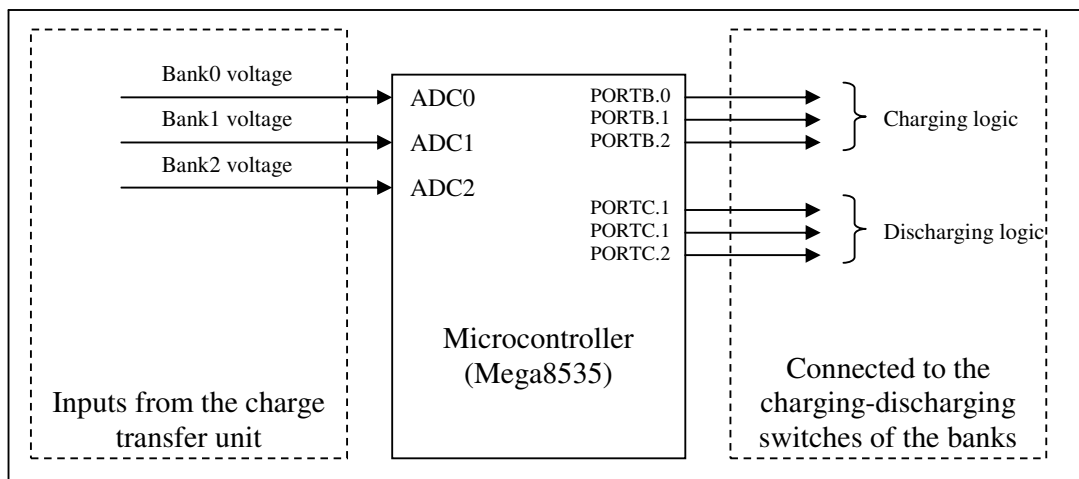 Bank0 voltage
Bank1 voltage
Bank2 voltage
Inputs from the charge
transfer unit
ADC0
ADC1
ADC2
PORTB.0
PORTB.1
PORTB.2
PORTC.1
PORTC.1
PORTC.2
Microcontroller
(Mega8535)
Charging logic
Discharging logic
Connected to the
charging-discharging
switches of the banks